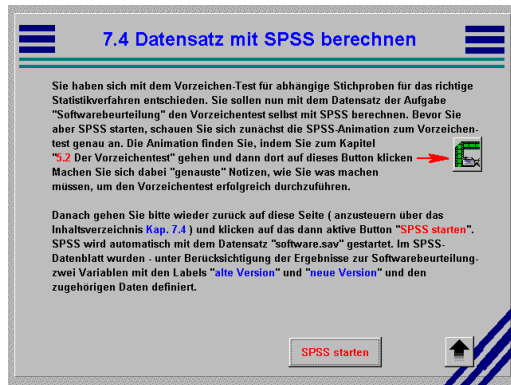 7.4 Datensatz mit SPSS berechnen
Sie haben sich mit dem Vorzeichen-Test für abhängige Stichproben für das richtige
Statistikverfahren entschieden. Sie sollen nun mit dem Datensatz der Aufgabe
"Softwarebeurteilung" den Vorzeichentest selbst mit SPSS berechnen. Bevor Sie
aber SPSS starten, schauen Sie sich zunächst die SPSS-Animation zum Vorzeichen-
test genau an. Die Animation finden Sie, indem Sie zum Kapitel
"5.2 Der Vorzeichentest" gehen und dann dort auf dieses Button klicken
Machen Sie sich dabei "genauste" Notizen, wie Sie was machen
müssen, um den Vorzeichentest erfolgreich durchzuführen.
Danach gehen Sie bitte wieder zurück auf diese Seite ( anzusteuern über das
Inhaltsverzeichnis Kap. 7.4 ) und klicken auf das dann aktive Button "SPSS starten".
SPSS wird automatisch mit dem Datensatz "software.sav" gestartet. Im SPSS-
Datenblatt wurden - unter Berücksichtigung der Ergebnisse zur Softwarebeurteilung-
zwei Variablen mit den Labels "alte Version" und "neue Version" und den
zugehörigen Daten definiert.
SPSS starten